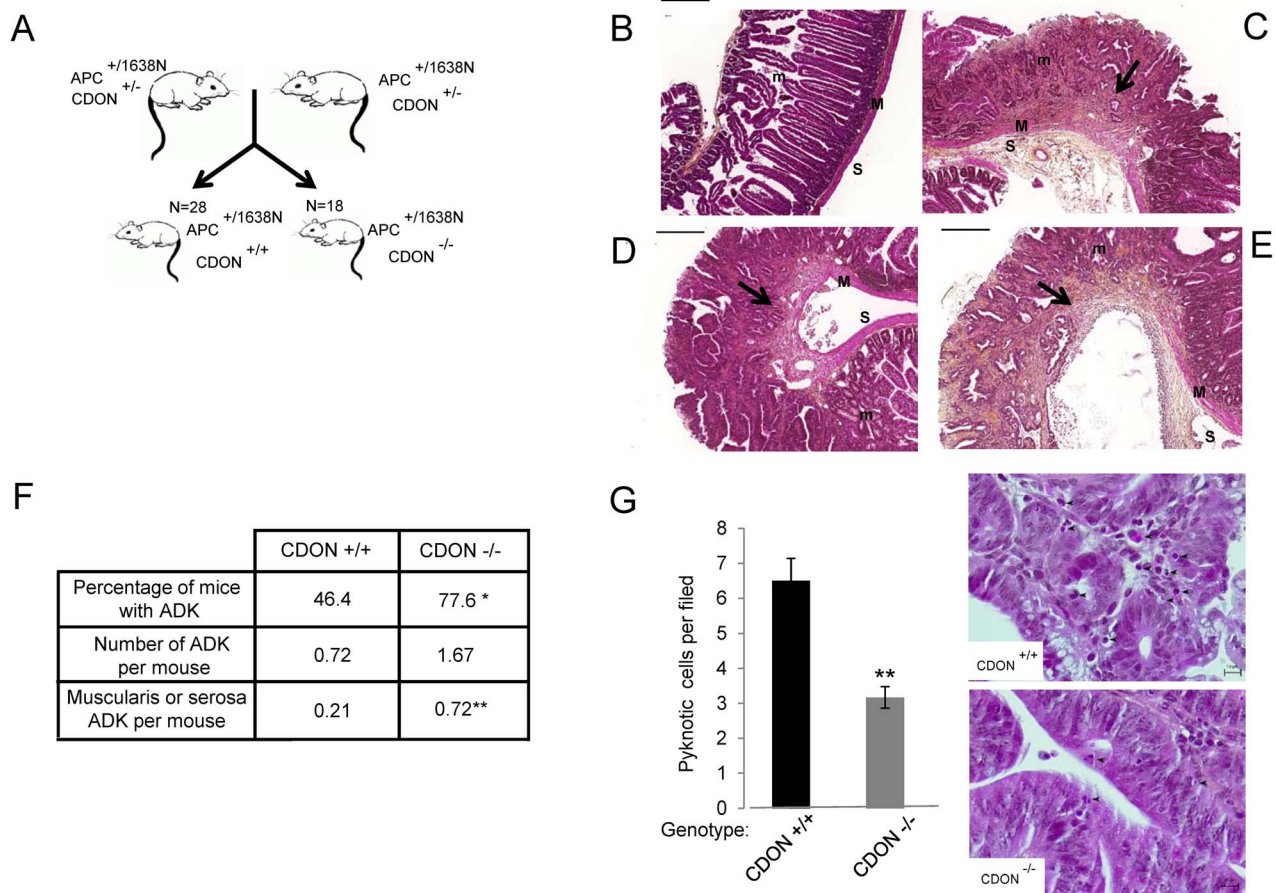 A
APC +/1638N
CDON +/-
APC +/1638N
CDON +/-
N=28
APC +/1638N
CDON +/+
N=18
APC +/1638N
CDON -/-
B
m
M
S
C
m
M
S
D
M
S
m
E
m
M
S
F
CDON +/+ CDON -/-
Percentage of mice with ADK 46.4 77.6 *
Number of ADK per mouse 0.72 1.67
Muscularis or serosa ADK per mouse 0.21 0.72**
G
Pyknotic cells per filed
8
7
6
5
4
3
2
1
0
**
Genotype:
CDON +/+
CDON -/-
CDON +/+
CDON -/-